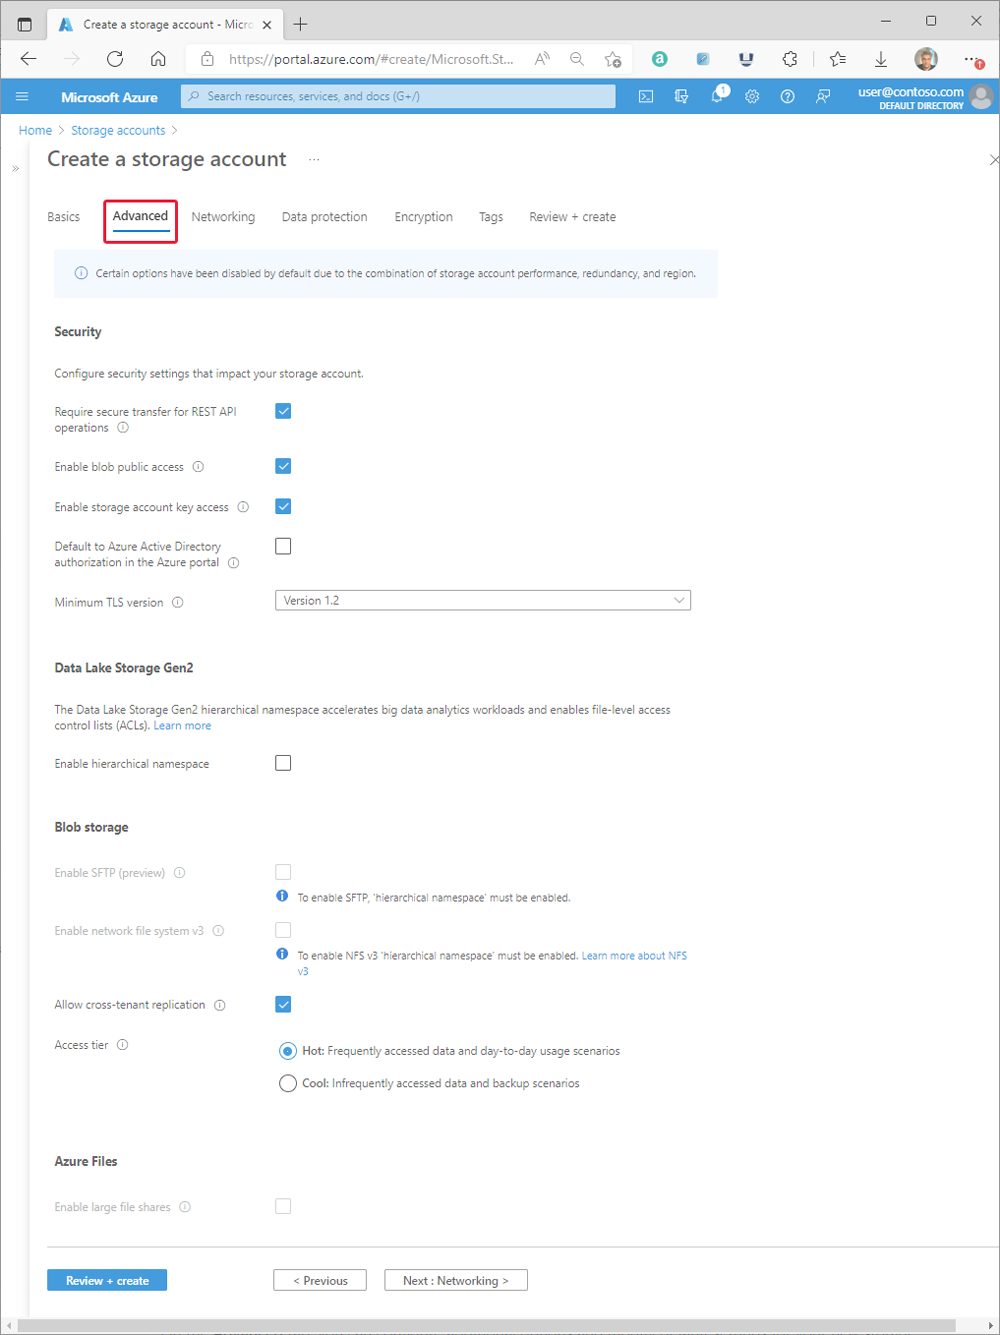 Create a storage account - Micro
https://portal.azure.com/#create/Microsoft.St...
Microsoft Azure
Search resources, services, and docs (G+/)
1
user@contoso.com
DEFAULT DIRECTORY
Home > Storage accounts >
Create a storage account ...
Basics Advanced Networking Data protection Encryption Tags Review + create
Certain options have been disabled by default due to the combination of storage account performance, redundancy, and region.
Security
Configure security settings that impact your storage account.
Require secure transfer for REST API
operations
Enable blob public access
Enable storage account key access
Default to Azure Active Directory
authorization in the Azure portal
Minimum TLS version
Version 1.2
Data Lake Storage Gen2
The Data Lake Storage Gen2 hierarchical namespace accelerates big data analytics workloads and enables file-level access
control lists (ACLs). Learn more
Enable hierarchical namespace
Blob storage
Enable SFTP (preview)
To enable SFTP, 'hierarchical namespace' must be enabled.
Enable network file system v3
To enable NFS v3 'hierarchical namespace' must be enabled. Learn more about NFS
v3
Allow cross-tenant replication
Access tier
Hot: Frequently accessed data and day-to-day usage scenarios
Cool: Infrequently accessed data and backup scenarios
Azure Files
Enable large file shares
Review + create
< Previous
Next : Networking >